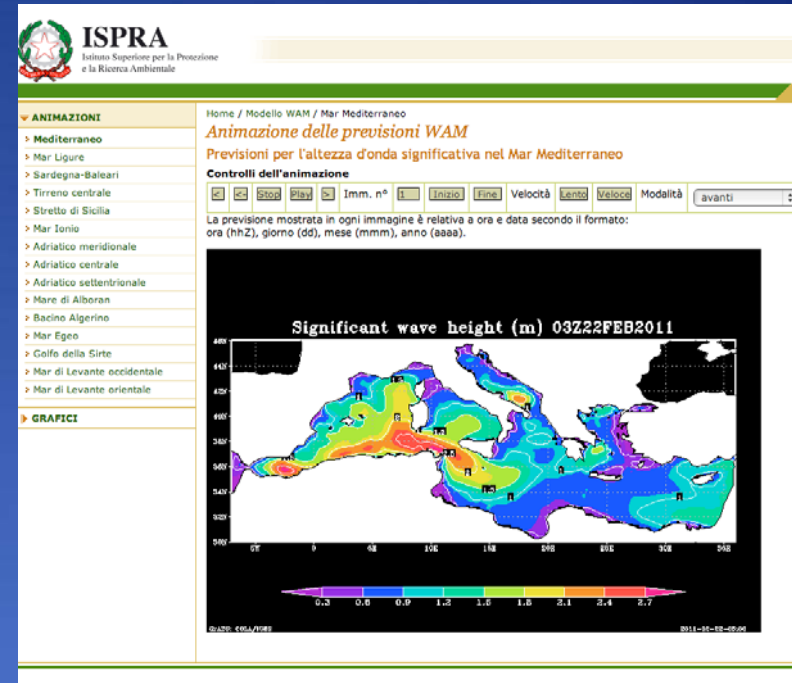 ISPRA
Istituto Superiore per la Protezione
e la Ricerca Ambientale
ANIMAZIONI
Mediterraneo
Mar Ligure
Sardegna-Baleari
Tirreno centrale
Stretto di Sicilia
Mar Ionio
Adriatico meridionale
Adriatico centrale
Adriatico settentrionale
Mare di Alboran
Bacino Algerino
Mar Egeo
Golfo della Sirte
Mar di Levante occidentale
Mar di Levante orientale
GRAFICI
Home / Modello WAM / Mar Mediterraneo
Animazione delle previsioni WAM
Previsioni per l'altezza d'onda significativa nel Mar Mediterraneo
Controlli dell'animazione
< <- Stop Play > Imm. n° 1 Inizio Fine Velocità Lento Veloce Modalità avanti
La previsione mostrata in ogni immagine è relativa a ora e data secondo il formato:
ora (hhZ), giorno (dd), mese (mmm), anno (aaaa).
Significant wave height (m) 03Z22FEB2011
0.3 0.6 0.9 1.2 1.5 1.8 2.1 2.4 2.7